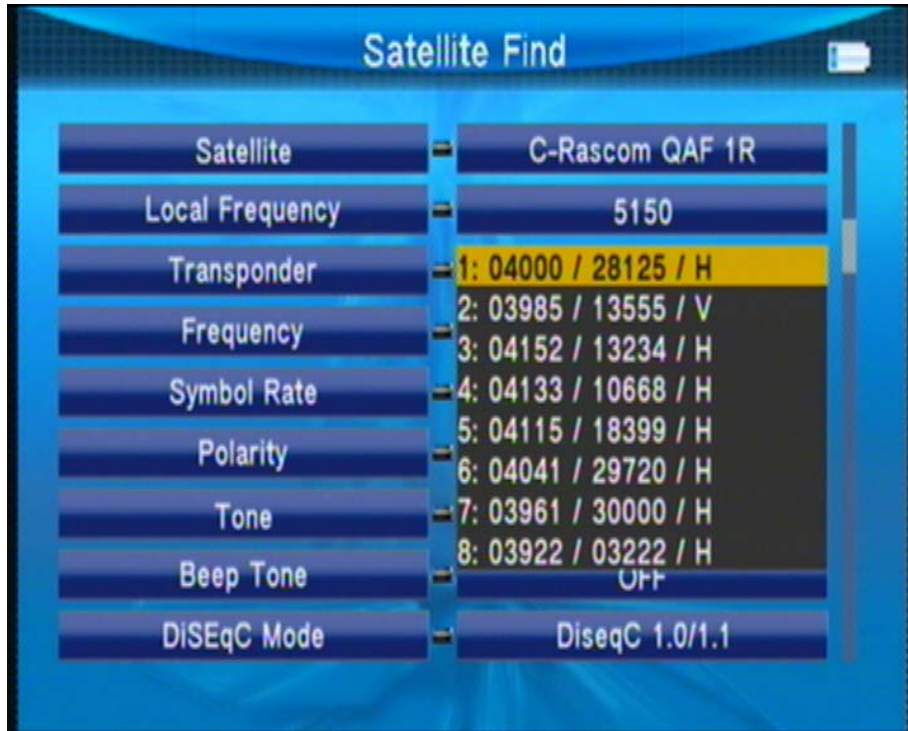 Satellite Find
Satellite C-Rascom QAF 1R
Local Frequency 5150
Transponder 1: 04000 / 28125 / H
2: 03985 / 13555 / V
Frequency
3: 04152 / 13234 / H
Symbol Rate 4: 04133 / 10668 / H
5: 04115 / 18399 / H
Polarity
6: 04041 / 29720 / H
Tone 7: 03961 / 30000 / H
8: 03922 / 03222 / H
Beep Tone OFF
DiSEqC Mode DiseqC 1.0/1.1